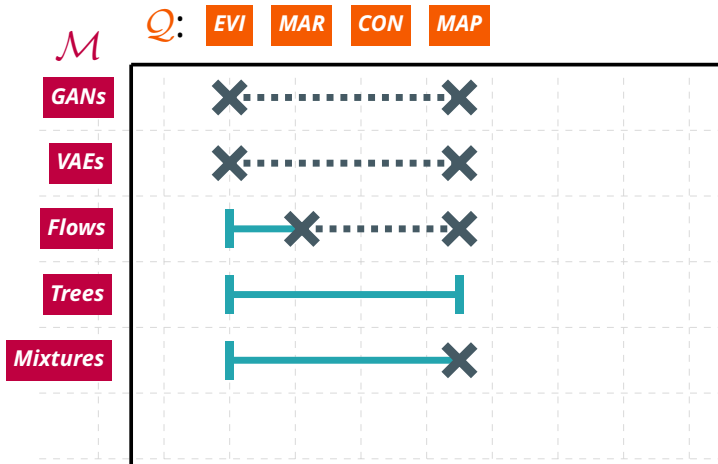 𝒬: EVI MAR CON MAP
ℳ
GANs
VAEs
Flows
Trees
Mixtures